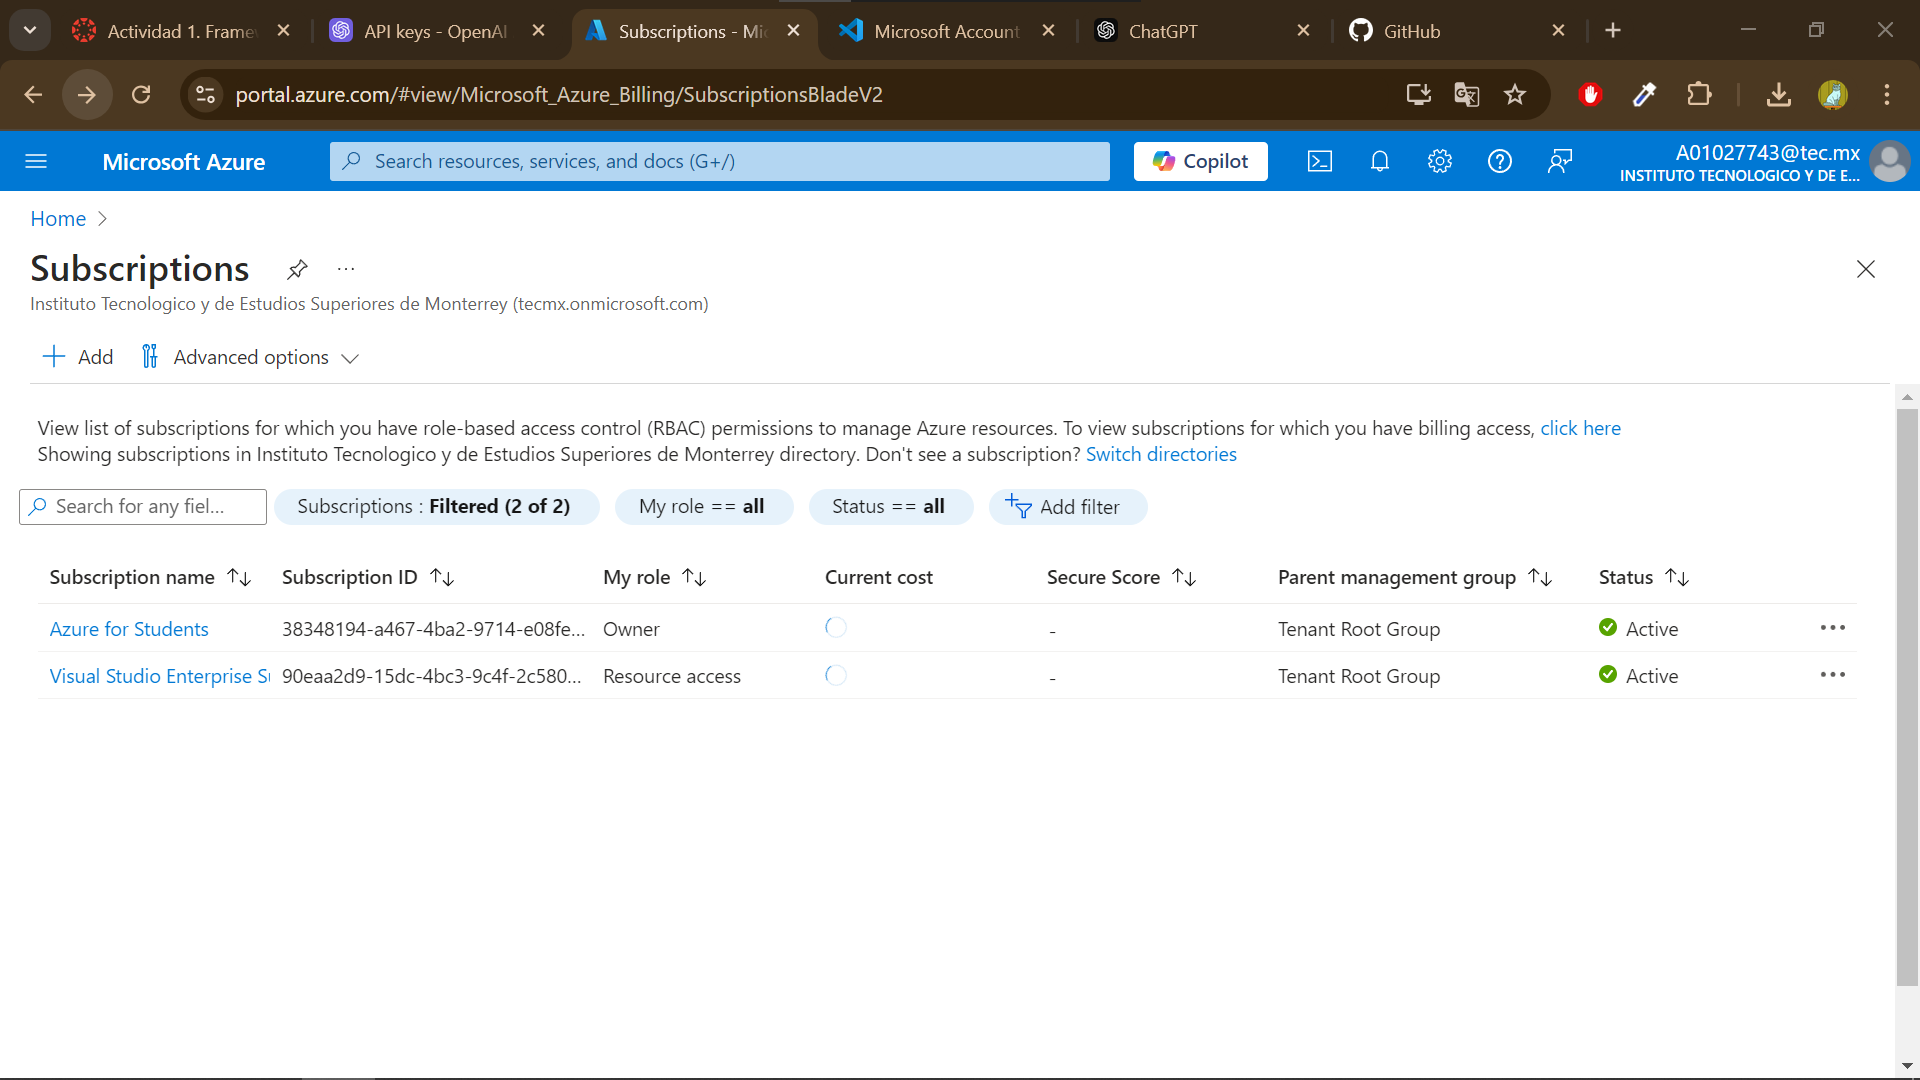 Actividad 1. Frame
API keys - OpenAI
Subscriptions - Mi
Microsoft Account
ChatGPT
GitHub
portal.azure.com/#view/Microsoft_Azure_Billing/SubscriptionsBladeV2
Microsoft Azure
Search resources, services, and docs (G+/)
Copilot
A01027743@tec.mx
INSTITUTO TECNOLOGICO Y DE E...
Home
Subscriptions
...
Instituto Tecnologico y de Estudios Superiores de Monterrey (tecmx.onmicrosoft.com)
Add
Advanced options
View list of subscriptions for which you have role-based access control (RBAC) permissions to manage Azure resources. To view subscriptions for which you have billing access, click here
Showing subscriptions in Instituto Tecnologico y de Estudios Superiores de Monterrey directory. Don't see a subscription? Switch directories
Search for any fiel...
Subscriptions : Filtered (2 of 2)
My role == all
Status == all
Add filter
Subscription name Subscription ID My role Current cost Secure Score Parent management group Status
Azure for Students 38348194-a467-4ba2-9714-e08fe... Owner - Tenant Root Group Active
Visual Studio Enterprise Su 90eaa2d9-15dc-4bc3-9c4f-2c580... Resource access - Tenant Root Group Active